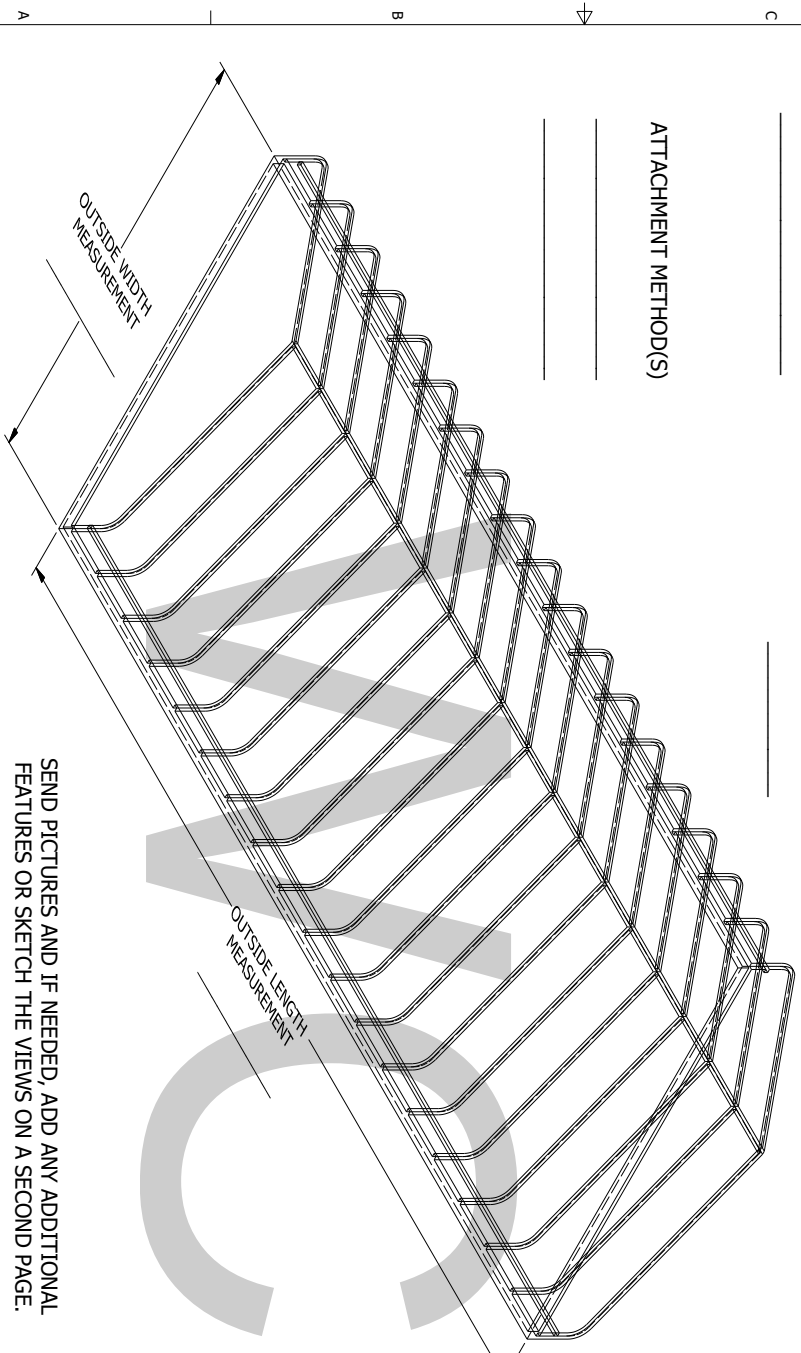 C
B
A
ATTACHMENT METHOD(S)
OUTSIDE WIDTH
MEASUREMENT
OUTSIDE LENGTH
MEASUREMENT
SEND PICTURES AND IF NEEDED, ADD ANY ADDITIONAL
FEATURES OR SKETCH THE VIEWS ON A SECOND PAGE.